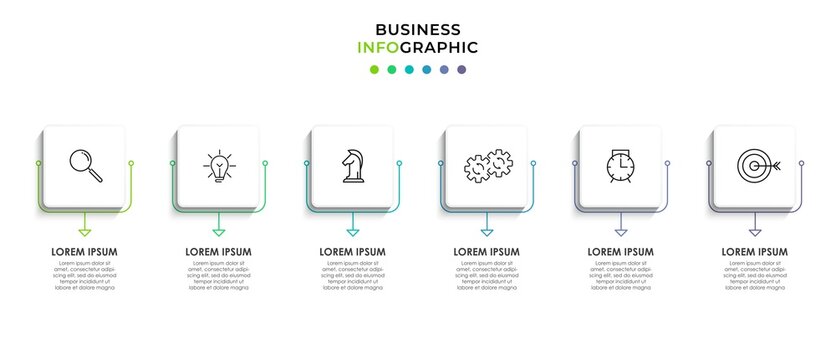 BUSINESS
INFOGRAPHIC
LOREM IPSUM
Lorem ipsum dolor sit
amet, consectetur
adipiscing elit, sed do
eiusmod tempor
incididunt ut
labore et dolore magna
LOREM IPSUM
Lorem ipsum dolor sit
amet, consectetur
adipiscing elit, sed do
eiusmod tempor
incididunt ut
labore et dolore magna
LOREM IPSUM
Lorem ipsum dolor sit
amet, consectetur
adipiscing elit, sed do
eiusmod tempor
incididunt ut
labore et dolore magna
LOREM IPSUM
Lorem ipsum dolor sit
amet, consectetur
adipiscing elit, sed do
eiusmod tempor
incididunt ut
labore et dolore magna
LOREM IPSUM
Lorem ipsum dolor sit
amet, consectetur
adipiscing elit, sed do
eiusmod tempor
incididunt ut
labore et dolore magna
LOREM IPSUM
Lorem ipsum dolor sit
amet, consectetur
adipiscing elit, sed do
eiusmod tempor
incididunt ut
labore et dolore magna